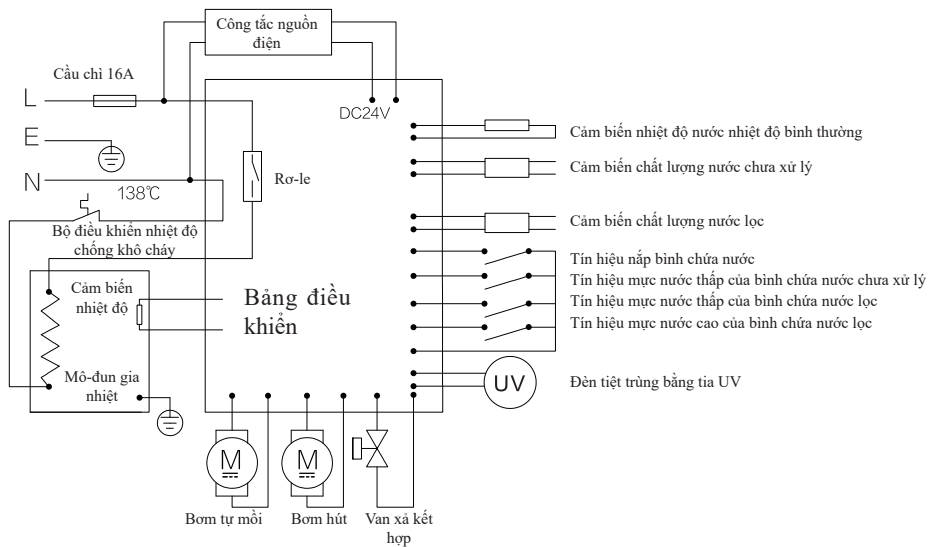 Công tắc nguồn
điện
Cầu chì 16A
L
DC24V
E
Cảm biến nhiệt độ nước nhiệt độ bình thường
Cảm biến chất lượng nước chưa xử lý
N
138℃
Rơ-le
Bộ điều khiển nhiệt độ
chống khô cháy
Cảm biến chất lượng nước lọc
Tín hiệu nắp bình chứa nước
Tín hiệu mực nước thấp của bình chứa nước chưa xử lý
Tín hiệu mực nước thấp của bình chứa nước lọc
Tín hiệu mực nước cao của bình chứa nước lọc
Cảm biến
nhiệt độ
Bảng điều
khiển
Mô-đun gia
nhiệt
UV
Đèn tiệt trùng bằng tia UV
M
M
Bơm tự mồi
Bơm hút
Van xả kết
hợp